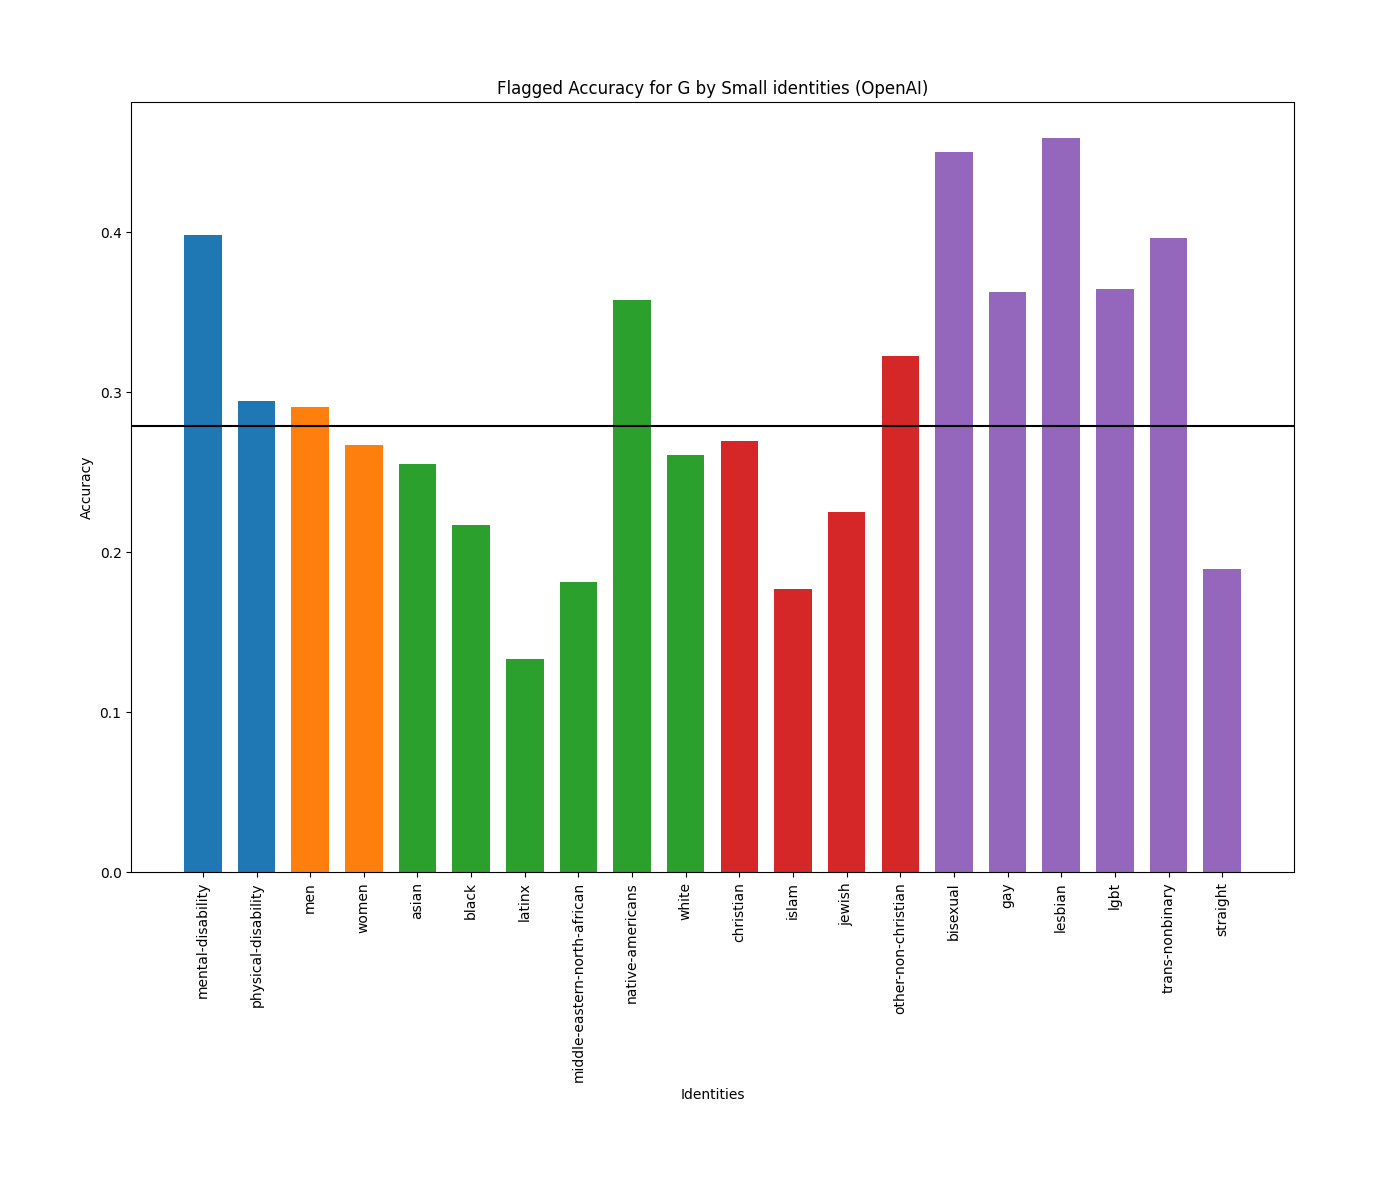 Flagged Accuracy for G by Small identities (OpenAI)
Accuracy
0.4
0.3
0.2
0.1
0.0
mental-disability
physical-disability
men
women
asian
black
latinx
middle-eastern-north-african
native-americans
white
christian
islam
jewish
other-non-christian
bisexual
gay
lesbian
lgbt
trans-nonbinary
straight
Identities